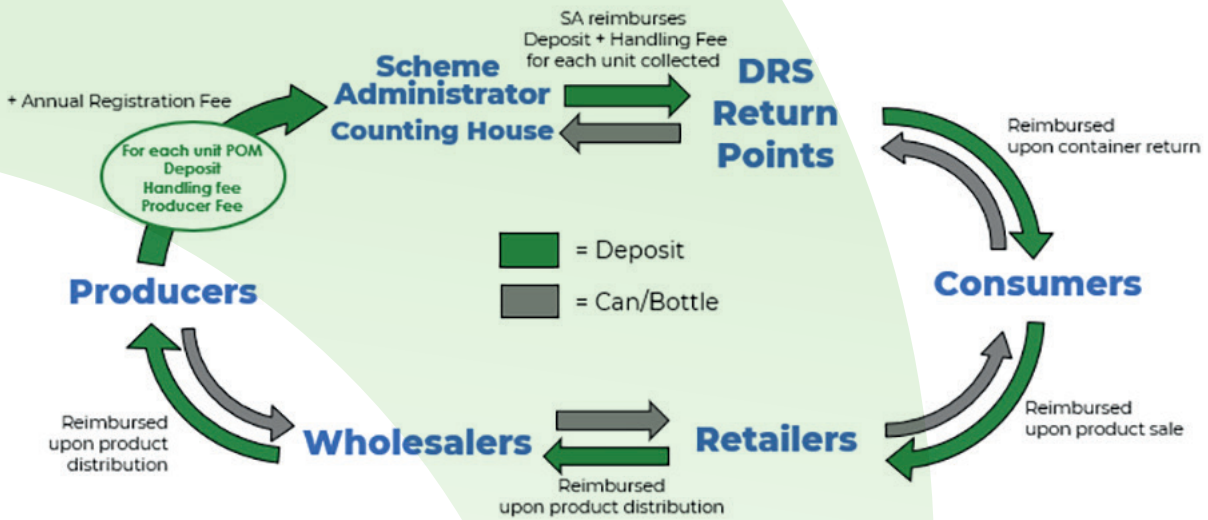 SA reimburses
Deposit + Handling Fee
for each unit collected
Scheme
Administrator
Counting House
DRS
Return
Points
+ Annual Registration Fee
For each unit POM
Deposit
Handling fee
Producer Fee
Reimbursed
upon container return
= Deposit
= Can/Bottle
Producers
Consumers
Reimbursed
upon product
distribution
Wholesalers
Retailers
Reimbursed
upon product sale
Reimbursed
upon product distribution